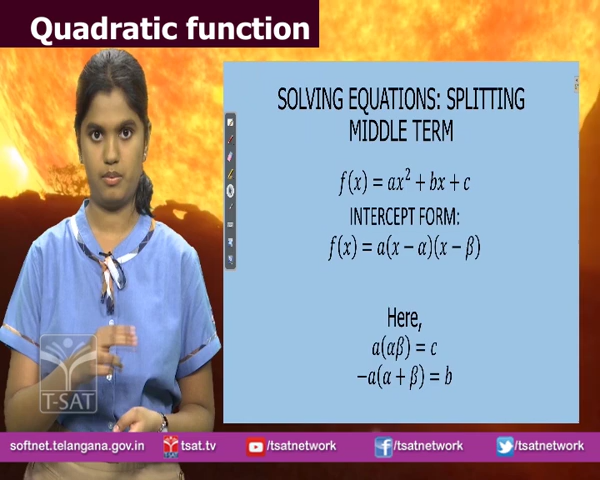 Quadratic function
SOLVING EQUATIONS: SPLITTING
MIDDLE TERM
f(x) = ax² + bx + c
INTERCEPT FORM:
f(x) = a(x − α)(x − β)
Here,
a(αβ) = c
−a(α + β) = b
T-SAT
softnet.telangana.gov.in tsat.tv /tsatnetwork /tsatnetwork /tsatnetwork